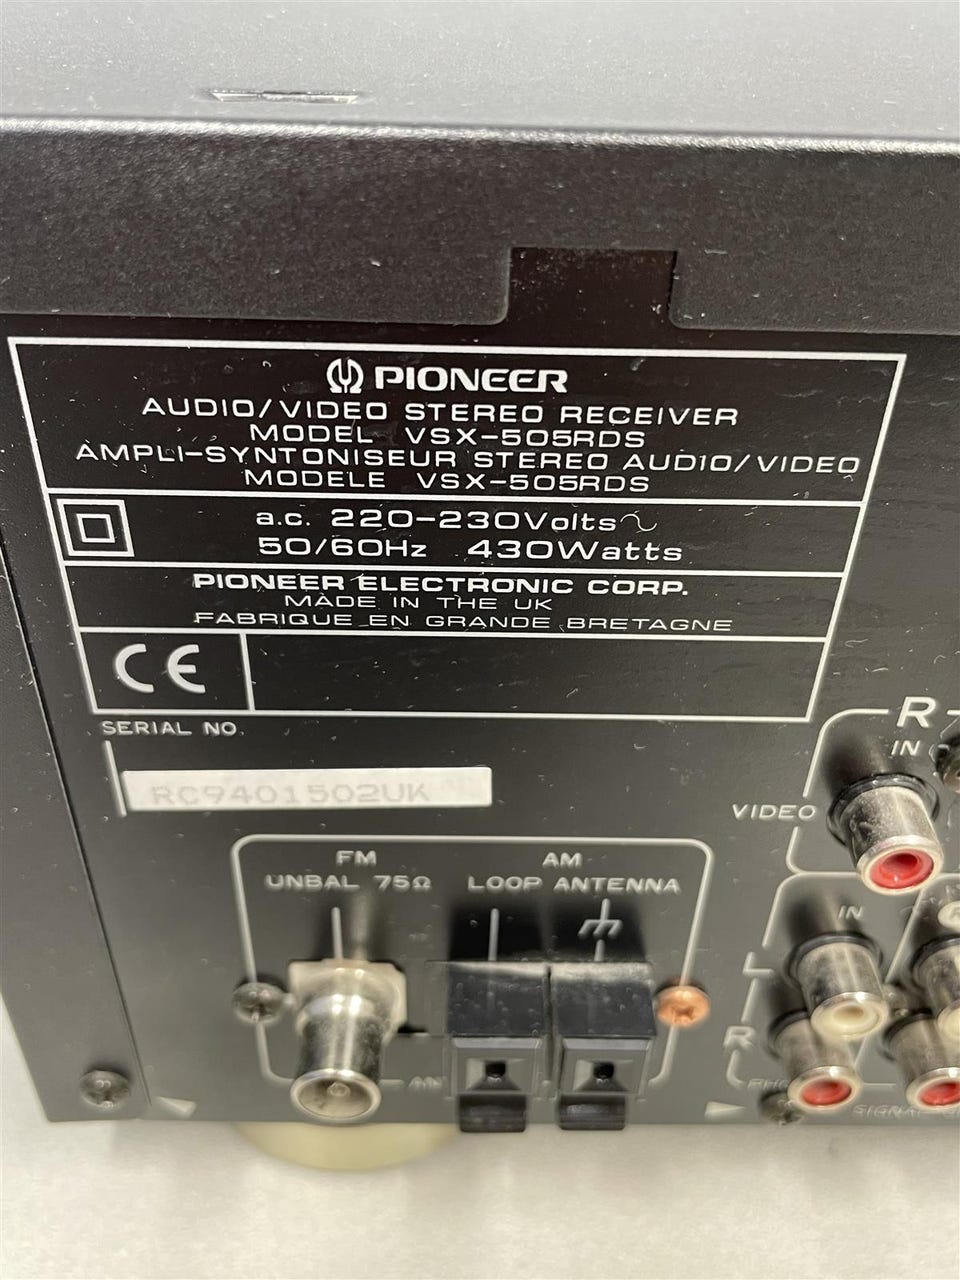 PIONEER
AUDIO/VIDEO STEREO RECEIVER
MODEL VSX-505RDS
AMPLI-SYNTONISEUR STEREO AUDIO/VIDEO
MODELE VSX-505RDS
a.c. 220-230Volts~
50/60Hz 430Watts
PIONEER ELECTRONIC CORP.
MADE IN THE UK
FABRIQUE EN GRANDE BRETAGNE
CE
SERIAL NO.
RC9401502UK
R
IN
VIDEO
FM
UNBAL 75Ω
AM
LOOP ANTENNA
IN
L
R